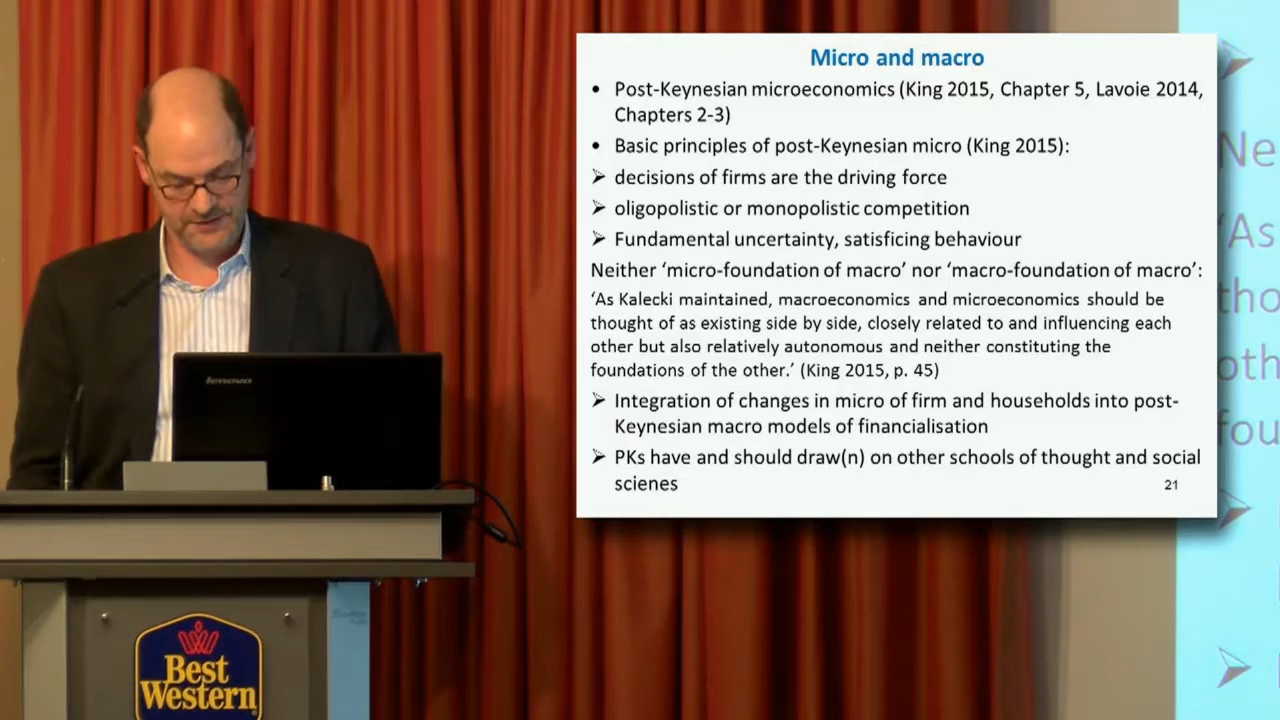 Micro and macro
• Post-Keynesian microeconomics (King 2015, Chapter 5, Lavoie 2014,
Chapters 2-3)
• Basic principles of post-Keynesian micro (King 2015):
➢ decisions of firms are the driving force
➢ oligopolistic or monopolistic competition
➢ Fundamental uncertainty, satisficing behaviour
Neither ‘micro-foundation of macro’ nor ‘macro-foundation of macro’:
‘As Kalecki maintained, macroeconomics and microeconomics should be
thought of as existing side by side, closely related to and influencing each
other but also relatively autonomous and neither constituting the
foundations of the other.’ (King 2015, p. 45)
➢ Integration of changes in micro of firm and households into post-
Keynesian macro models of financialisation
➢ PKs have and should draw(n) on other schools of thought and social
scienes
21
Ne
‘As
tho
oth
fou
lenovo
Best
Western